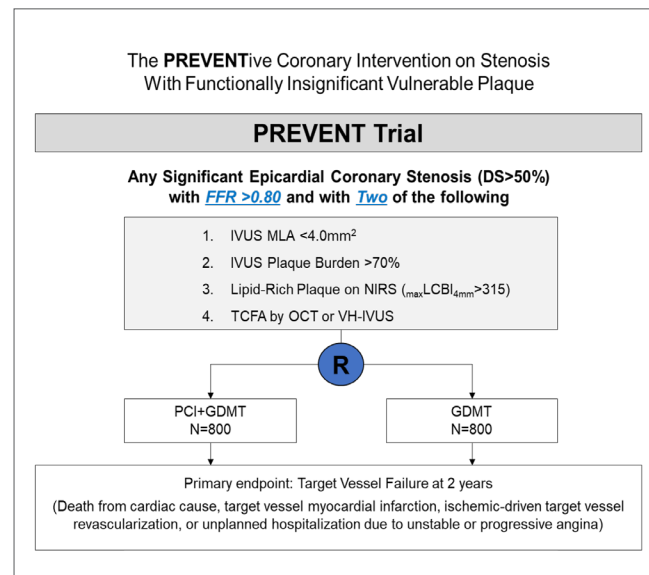 The PREVENTive Coronary Intervention on Stenosis
With Functionally Insignificant Vulnerable Plaque
PREVENT Trial
Any Significant Epicardial Coronary Stenosis (DS>50%)
with FFR >0.80 and with Two of the following
1. IVUS MLA <4.0mm²
2. IVUS Plaque Burden >70%
3. Lipid-Rich Plaque on NIRS (maxLCBI4mm>315)
4. TCFA by OCT or VH-IVUS
R
PCI+GDMT
N=800
GDMT
N=800
Primary endpoint: Target Vessel Failure at 2 years
(Death from cardiac cause, target vessel myocardial infarction, ischemic-driven target vessel
revascularization, or unplanned hospitalization due to unstable or progressive angina)